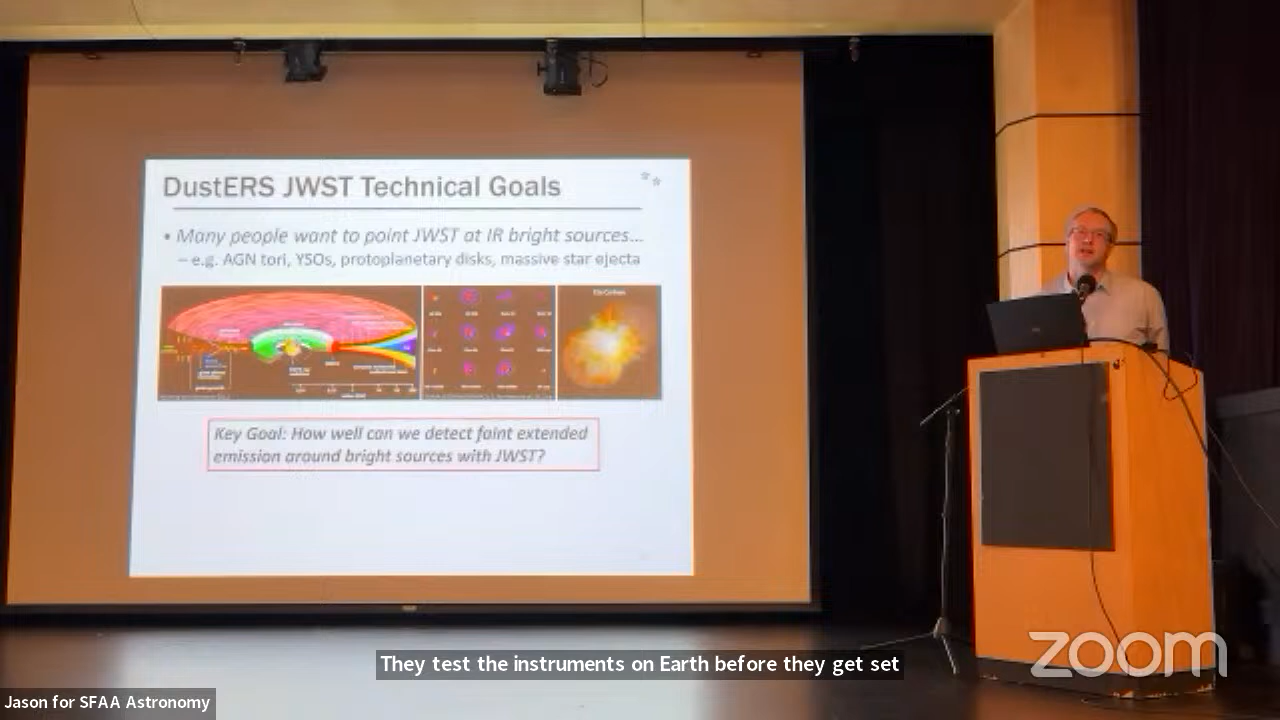 DustERS JWST Technical Goals
• Many people want to point JWST at IR bright sources...
– e.g. AGN tori, YSOs, protoplanetary disks, massive star ejecta
Key Goal: How well can we detect faint extended
emission around bright sources with JWST?
They test the instruments on Earth before they get set
zoom
Jason for SFAA Astronomy